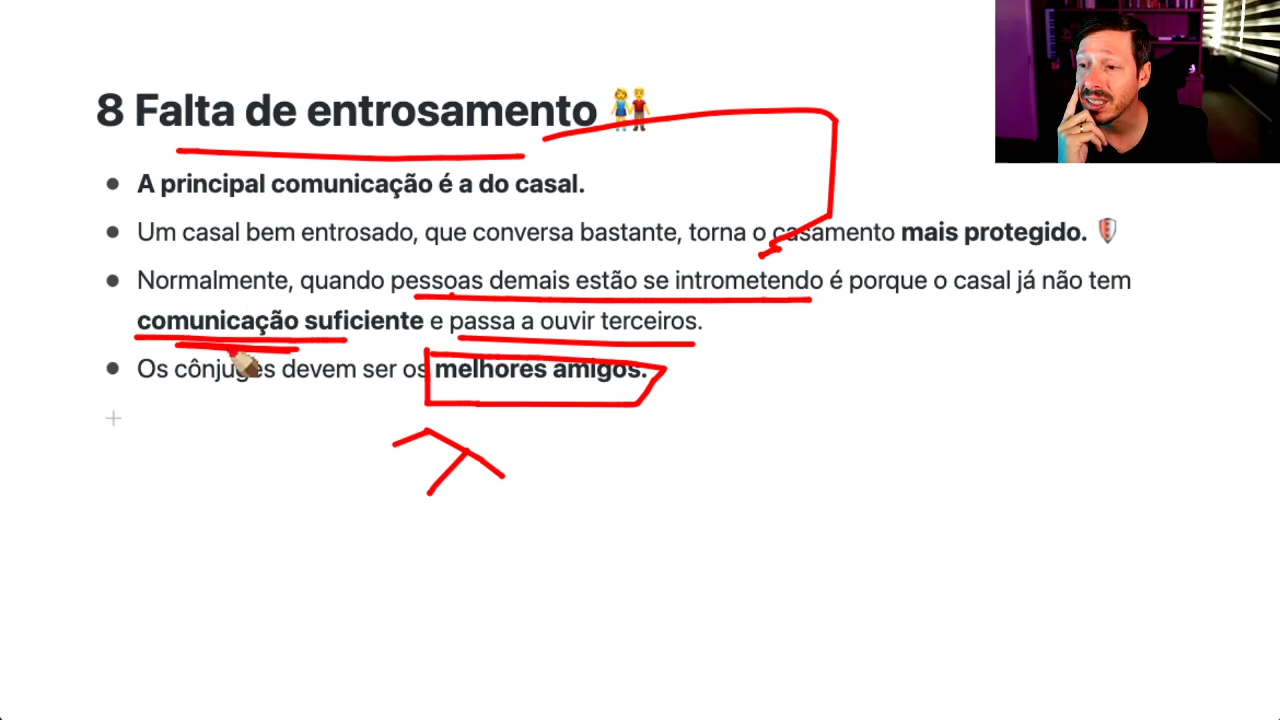 8 Falta de entrosamento 👫
A principal comunicação é a do casal.
Um casal bem entrosado, que conversa bastante, torna o casamento mais protegido. 🛡️
Normalmente, quando pessoas demais estão se intrometendo é porque o casal já não tem
comunicação suficiente e passa a ouvir terceiros.
Os cônjuges devem ser os melhores amigos.